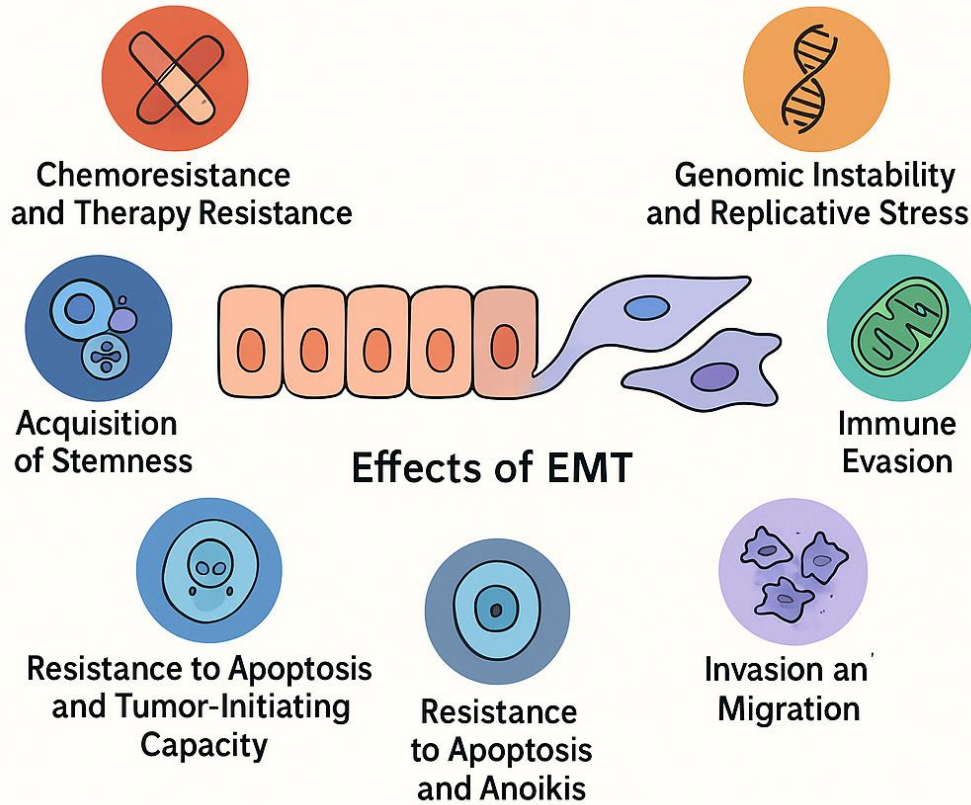 Chemoresistance
and Therapy Resistance
Genomic Instability
and Replicative Stress
Acquisition
of Stemness
Immune
Evasion
Effects of EMT
Resistance to Apoptosis
and Tumor-Initiating
Capacity
Resistance
to Apoptosis
and Anoikis
Invasion an'
Migration